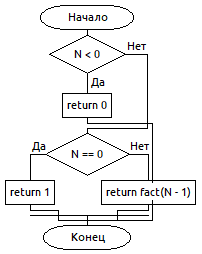 Начало
N < 0
Нет
Да
return 0
Да
N == 0
Нет
return 1
return fact(N - 1)
Конец